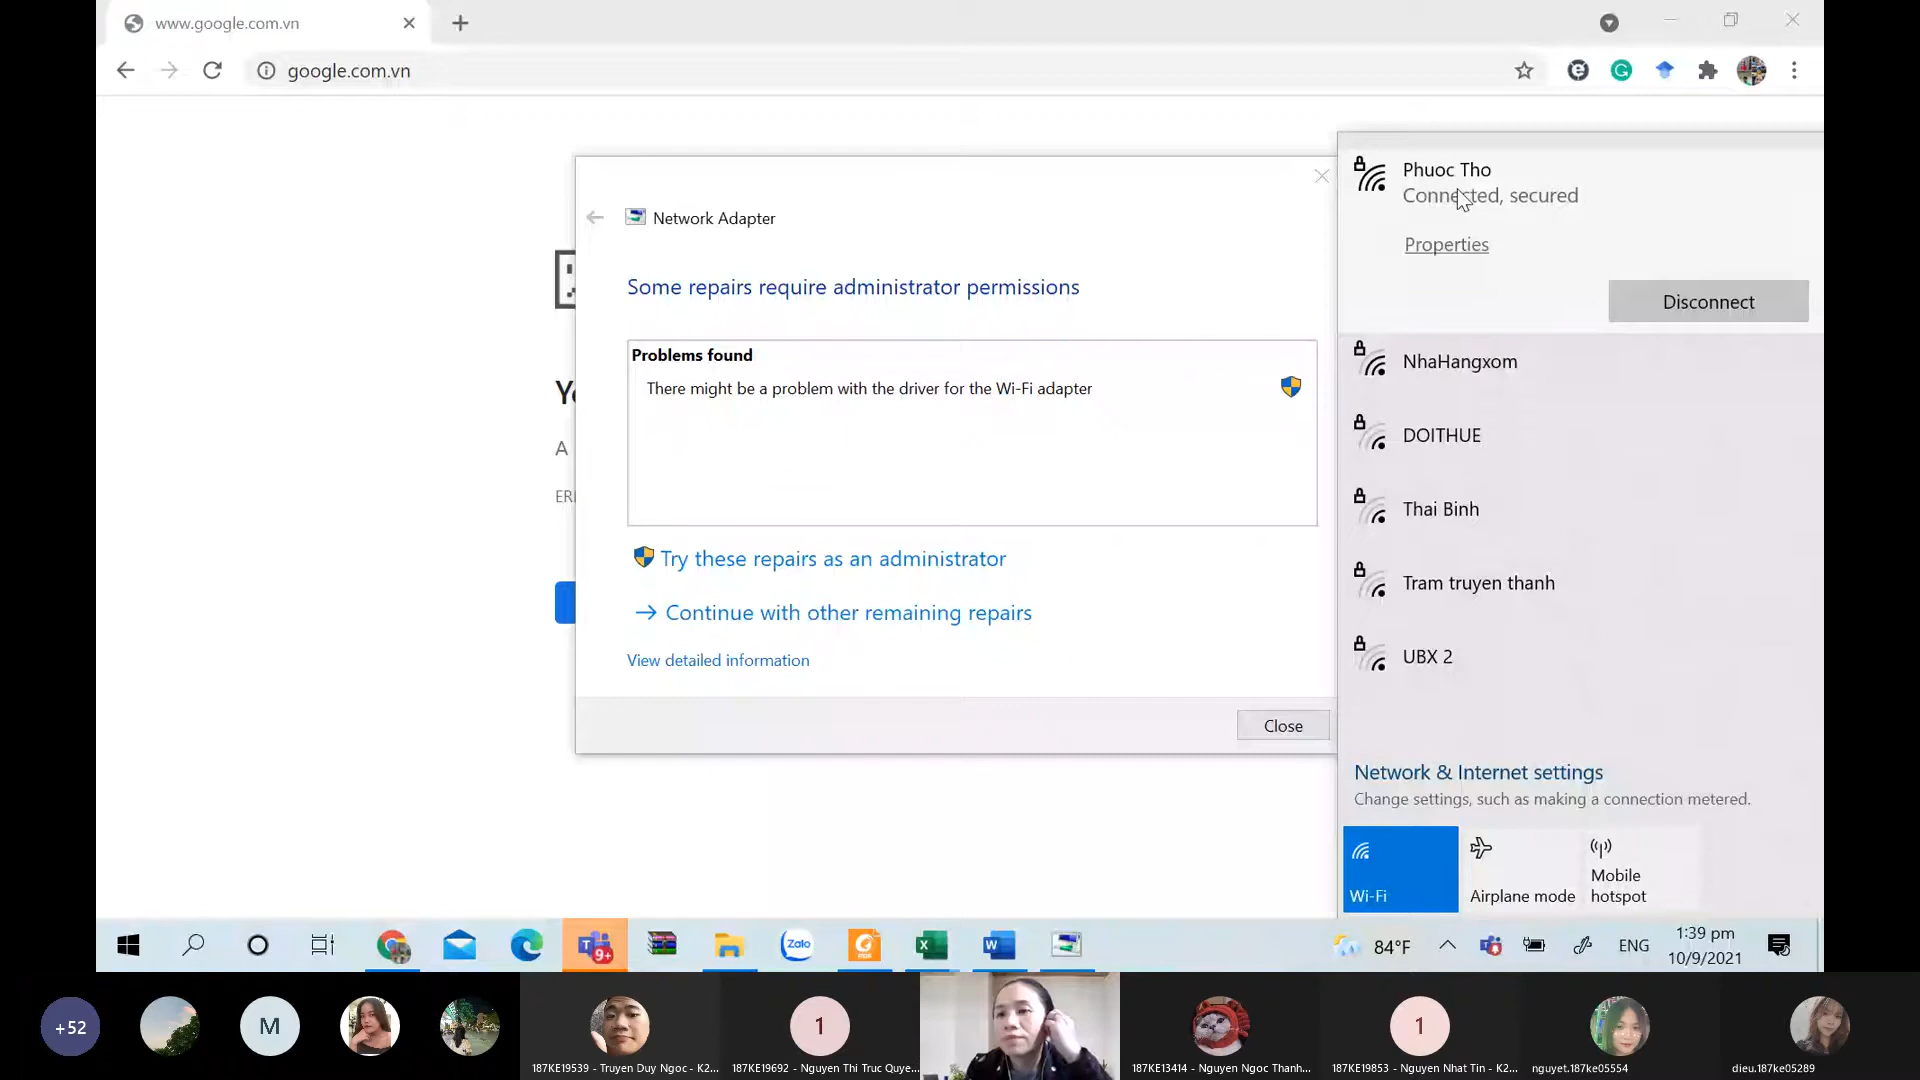 www.google.com.vn
google.com.vn
Network Adapter
Some repairs require administrator permissions
Problems found
There might be a problem with the driver for the Wi-Fi adapter
Try these repairs as an administrator
Continue with other remaining repairs
View detailed information
Close
A
Phuoc Tho
Connected, secured
Properties
Disconnect
NhaHangxom
DOITHUE
Thai Binh
Tram truyen thanh
UBX 2
Network & Internet settings
Change settings, such as making a connection metered.
Wi-Fi
Airplane mode
Mobile
hotspot
9+
Zalo
84°F
ENG
1:39 pm
10/9/2021
+52
M
1
1
187KE19539 - Truyen Duy Ngoc - K2...
187KE19692 - Nguyen Thi Truc Quye...
187KE13414 - Nguyen Ngoc Thanh...
187KE19853 - Nguyen Nhat Tin - K2...
nguyet.187ke05554
dieu.187ke05289